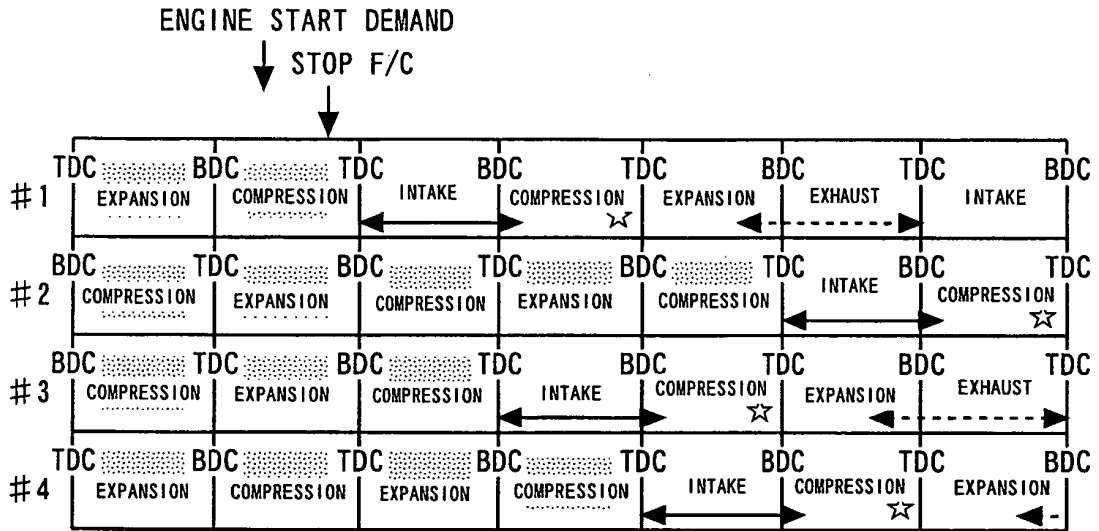 ENGINE START DEMAND
STOP F/C
TDC BDC TDC BDC TDC BDC TDC BDC
#1 EXPANSION COMPRESSION INTAKE COMPRESSION EXPANSION EXHAUST INTAKE
BDC TDC BDC TDC BDC TDC BDC TDC
#2 COMPRESSION EXPANSION COMPRESSION EXPANSION COMPRESSION INTAKE COMPRESSION
BDC TDC BDC TDC BDC TDC BDC TDC
#3 COMPRESSION EXPANSION COMPRESSION INTAKE COMPRESSION EXPANSION EXHAUST
TDC BDC TDC BDC TDC BDC TDC BDC
#4 EXPANSION COMPRESSION EXPANSION COMPRESSION INTAKE COMPRESSION EXPANSION